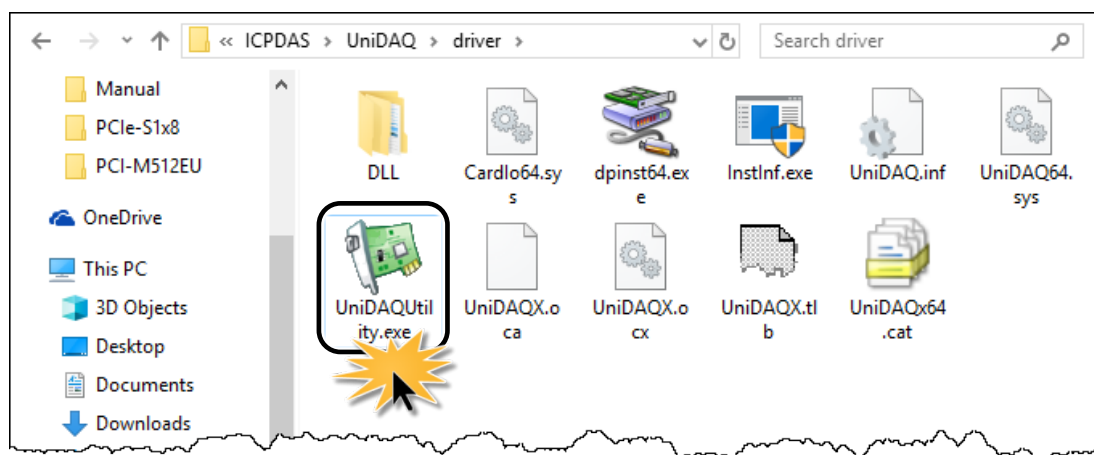 « ICPDAS > UniDAQ > driver >
Search driver
Manual
PCIe-S1x8
PCI-M512EU
OneDrive
This PC
3D Objects
Desktop
Documents
Downloads
DLL
CardIo64.sy
s
dpinst64.ex
e
InstInf.exe
UniDAQ.inf
UniDAQ64.
sys
UniDAQUtil
ity.exe
UniDAQX.o
ca
UniDAQX.o
cx
UniDAQX.tl
b
UniDAQx64
.cat